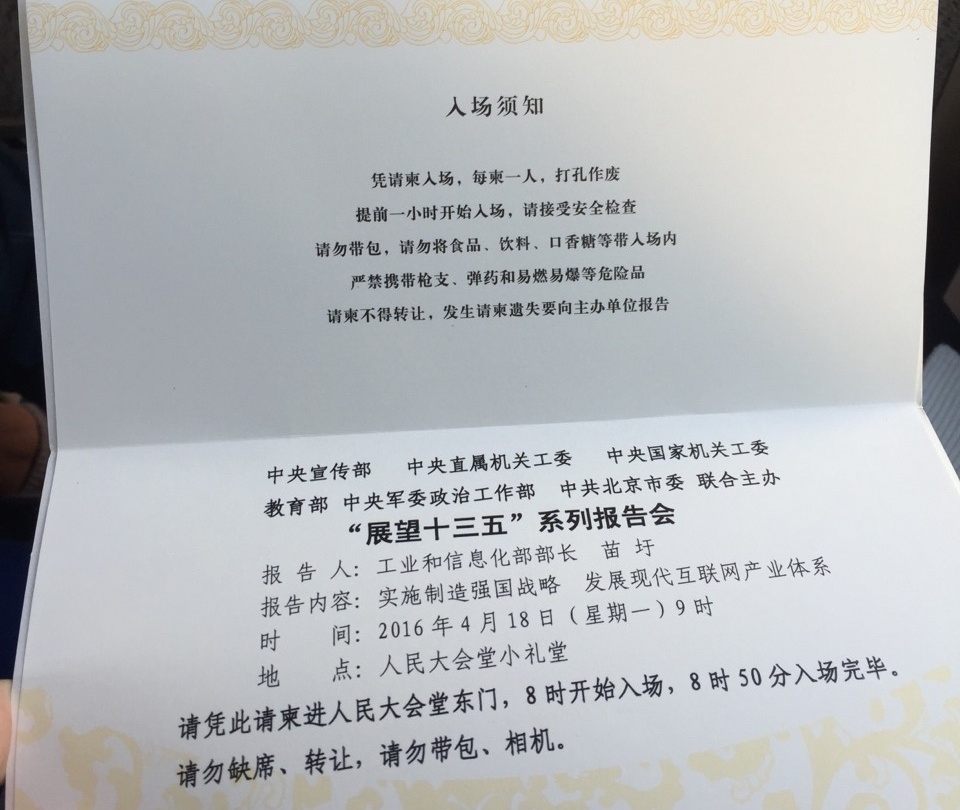 入场须知
凭请柬入场，每柬一人，打孔作废
提前一小时开始入场，请接受安全检查
请勿带包，请勿将食品、饮料、口香糖等带入场内
严禁携带枪支、弹药和易燃易爆等危险品
请柬不得转让，发生请柬遗失要向主办单位报告
中央宣传部 中央直属机关工委 中央国家机关工委
教育部 中央军委政治工作部 中共北京市委 联合主办
“展望十三五”系列报告会
报告人：工业和信息化部部长 苗圩
报告内容：实施制造强国战略 发展现代互联网产业体系
时间：2016年4月18日（星期一）9时
地点：人民大会堂小礼堂
请凭此请柬进人民大会堂东门，8时开始入场，8时50分入场完毕。
请勿缺席、转让，请勿带包、相机。